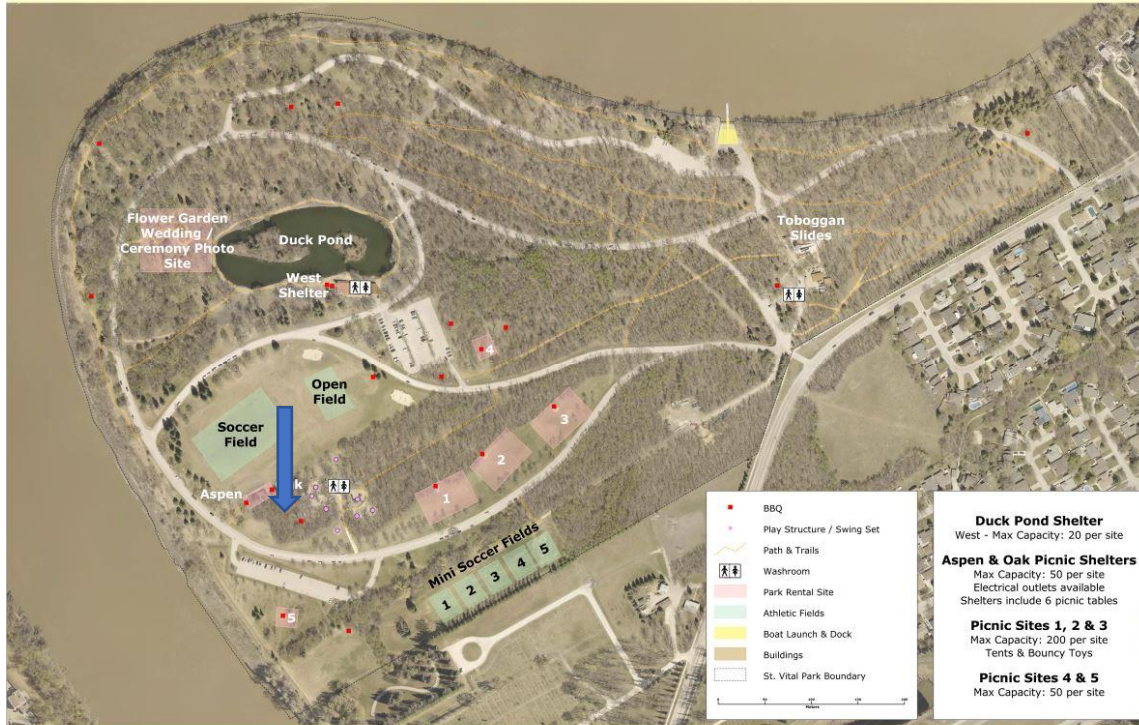 Flower Garden
Wedding /
Ceremony Photo
Site
Duck Pond
West
Shelter
Toboggan
Slides
4
Open
Field
Soccer
Field
3
2
1
Aspen
k
Mini Soccer Fields
1
2
3
4
5
5
BBQ
Play Structure / Swing Set
Path & Trails
Washroom
Park Rental Site
Athletic Fields
Boat Launch & Dock
Buildings
St. Vital Park Boundary
Meters
Duck Pond Shelter
West - Max Capacity: 20 per site
Aspen & Oak Picnic Shelters
Max Capacity: 50 per site
Electrical outlets available
Shelters include 6 picnic tables
Picnic Sites 1, 2 & 3
Max Capacity: 200 per site
Tents & Bouncy Toys
Picnic Sites 4 & 5
Max Capacity: 50 per site